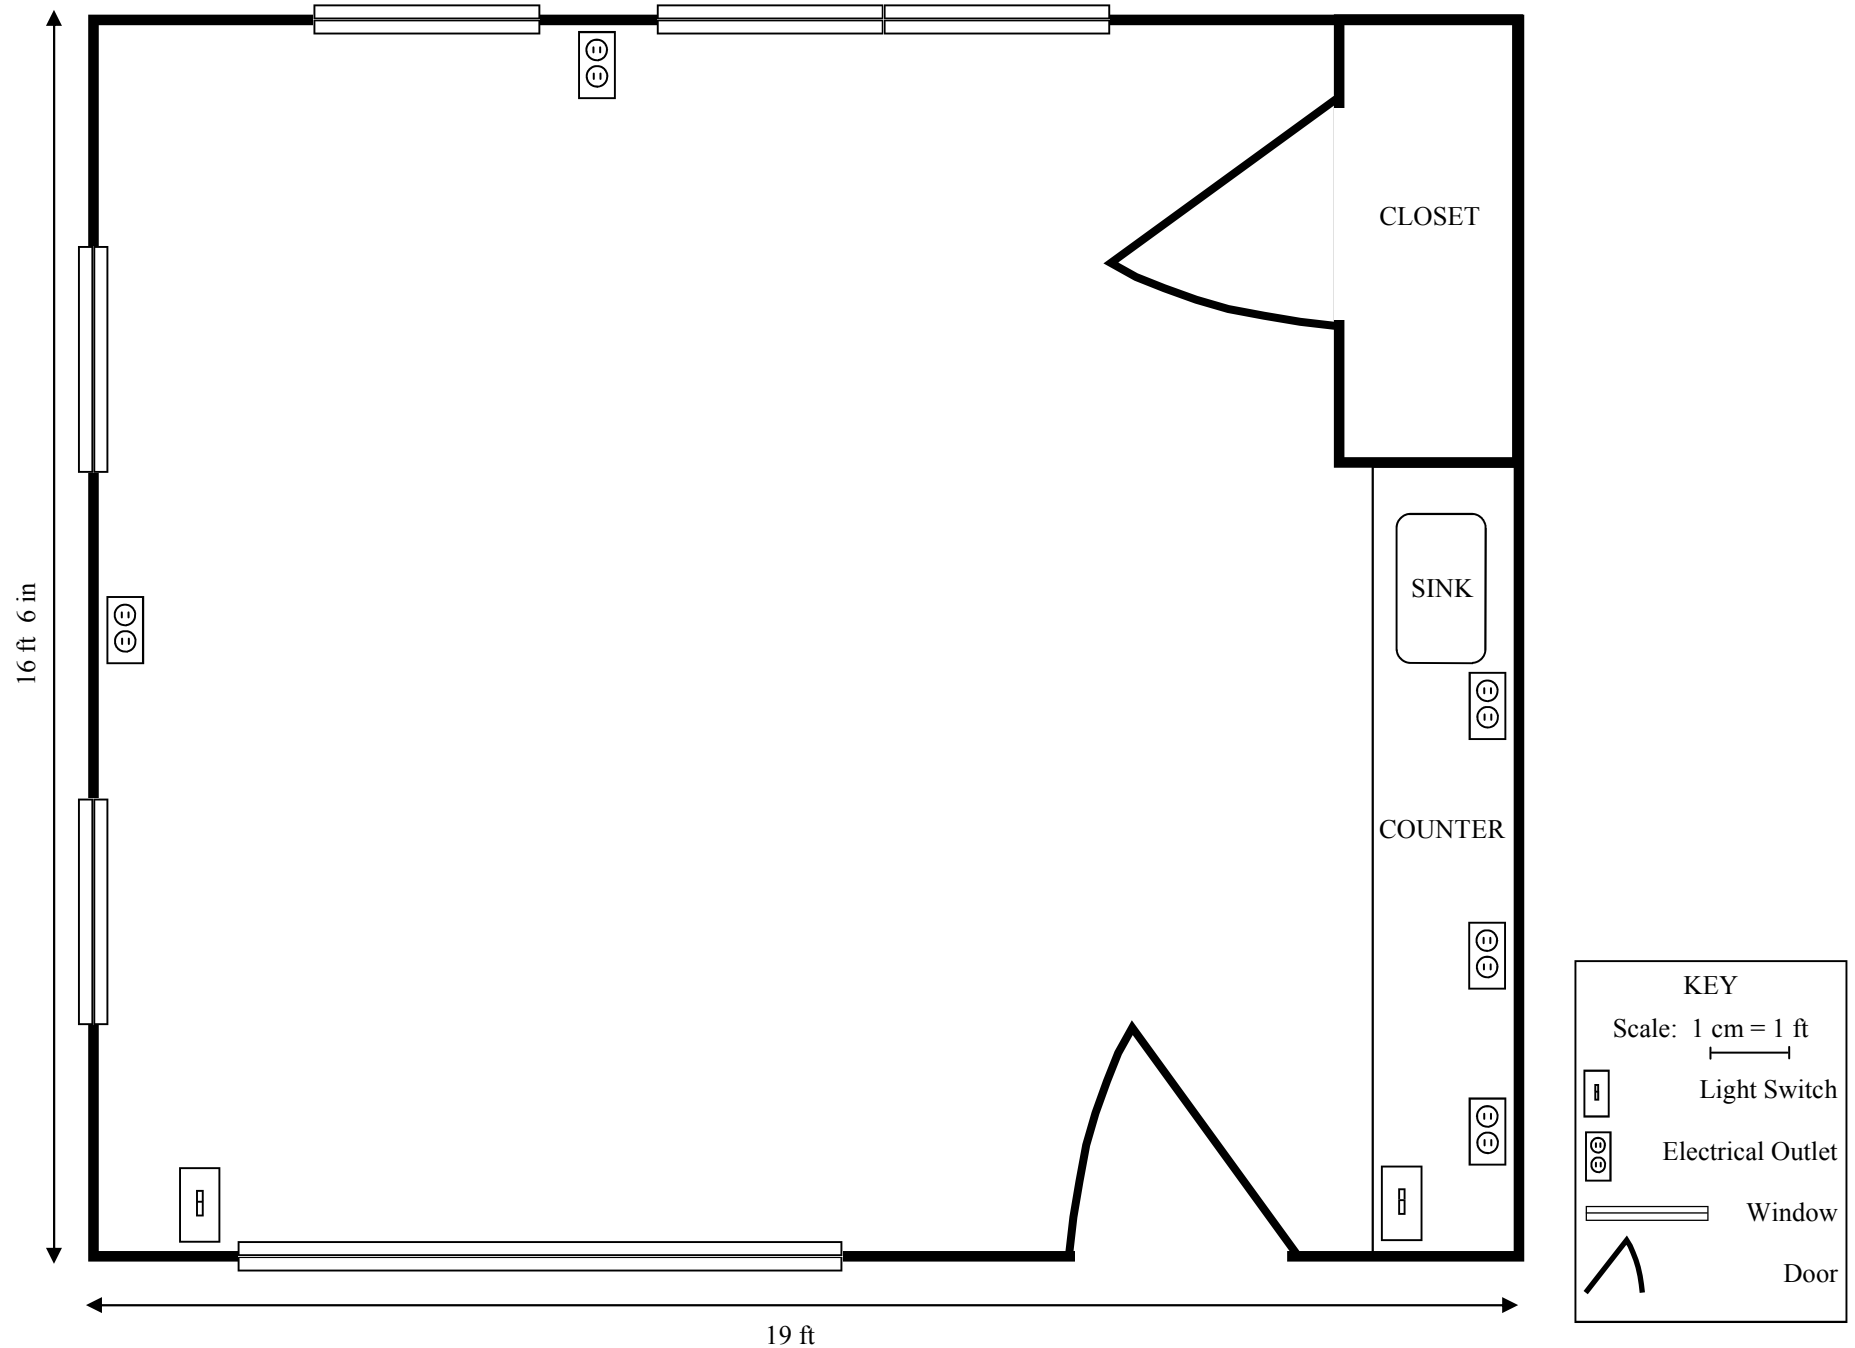 CLOSET
SINK
16 ft 6 in
COUNTER
KEY
Scale: 1 cm = 1 ft
Light Switch
Electrical Outlet
Window
Door
19 ft